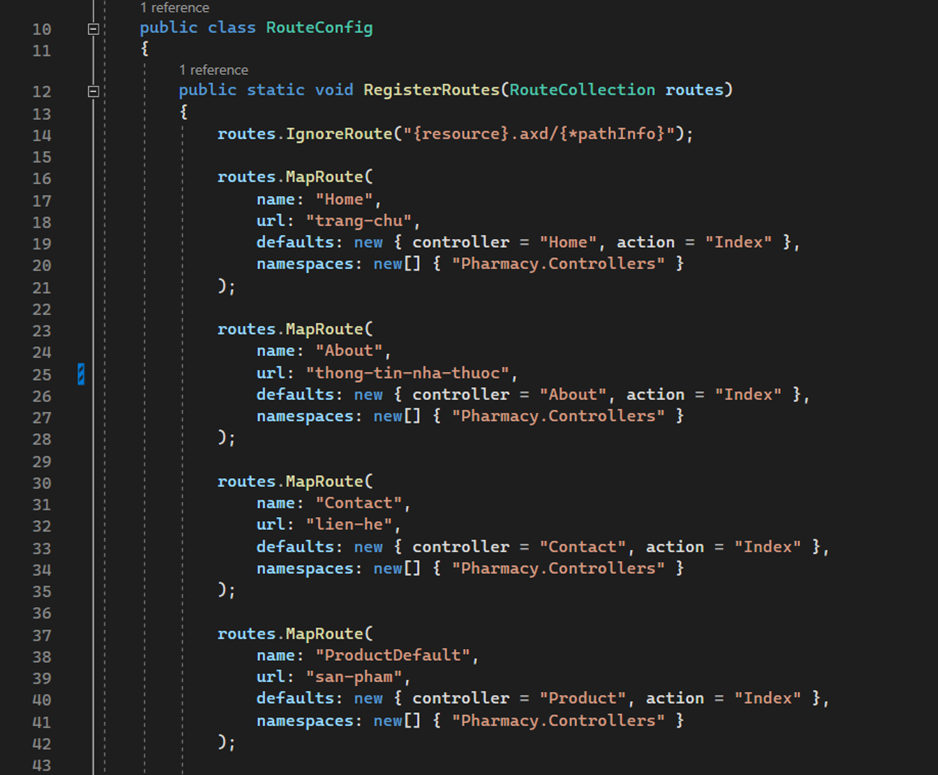 1 reference
10 public class RouteConfig
11 {
1 reference
12 public static void RegisterRoutes(RouteCollection routes)
13 {
14 routes.IgnoreRoute("{resource}.axd/{*pathInfo}");
15
16 routes.MapRoute(
17 name: "Home",
18 url: "trang-chu",
19 defaults: new { controller = "Home", action = "Index" },
20 namespaces: new[] { "Pharmacy.Controllers" }
21 );
22
23 routes.MapRoute(
24 name: "About",
25 url: "thong-tin-nha-thuoc",
26 defaults: new { controller = "About", action = "Index" },
27 namespaces: new[] { "Pharmacy.Controllers" }
28 );
29
30 routes.MapRoute(
31 name: "Contact",
32 url: "lien-he",
33 defaults: new { controller = "Contact", action = "Index" },
34 namespaces: new[] { "Pharmacy.Controllers" }
35 );
36
37 routes.MapRoute(
38 name: "ProductDefault",
39 url: "san-pham",
40 defaults: new { controller = "Product", action = "Index" },
41 namespaces: new[] { "Pharmacy.Controllers" }
42 );
43